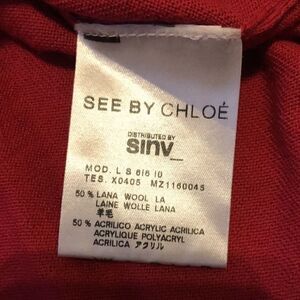 SEE BY CHLOÉ
DISTRIBUTED BY
SINV
MOD. L S 616 10
TES. X0405 MZ1160045
50 % LANA WOOL LA
LAINE WOLLE LANA
羊毛
50 % ACRILICO ACRYLIC ACRILICA
ACRYLIQUE POLYACRYL
ACRILICA アクリル